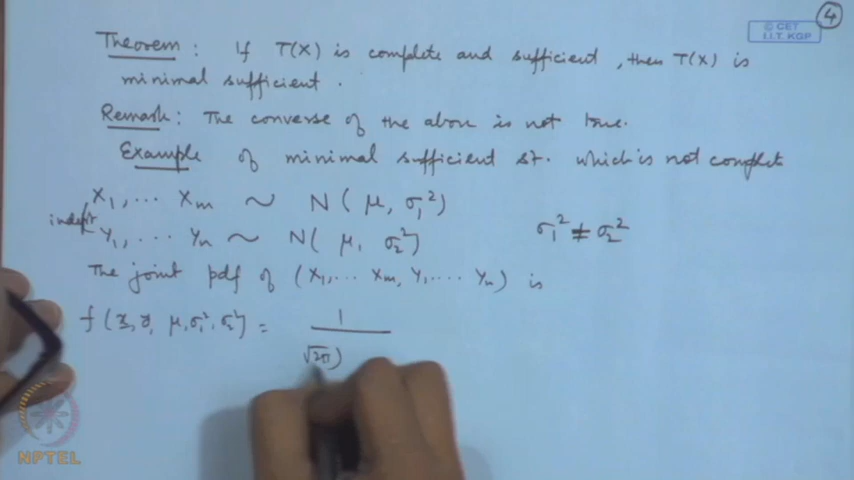 4
© CET
I.I.T. KGP
Theorem : If T(X) is complete and sufficient, then T(X) is
minimal sufficient.
Remark : The converse of the above is not true.
Example of minimal sufficient st. which is not complete
X₁, ... Xₘ ~ N(μ, σ₁²)
indept Y₁, ... Yₙ ~ N(μ, σ₂²) σ₁² ≠ σ₂²
The joint pdf of (X₁, ... Xₘ, Y₁, ... Yₙ) is
f(x, y, μ, σ₁², σ₂²) = 1
√2π)
NPTEL